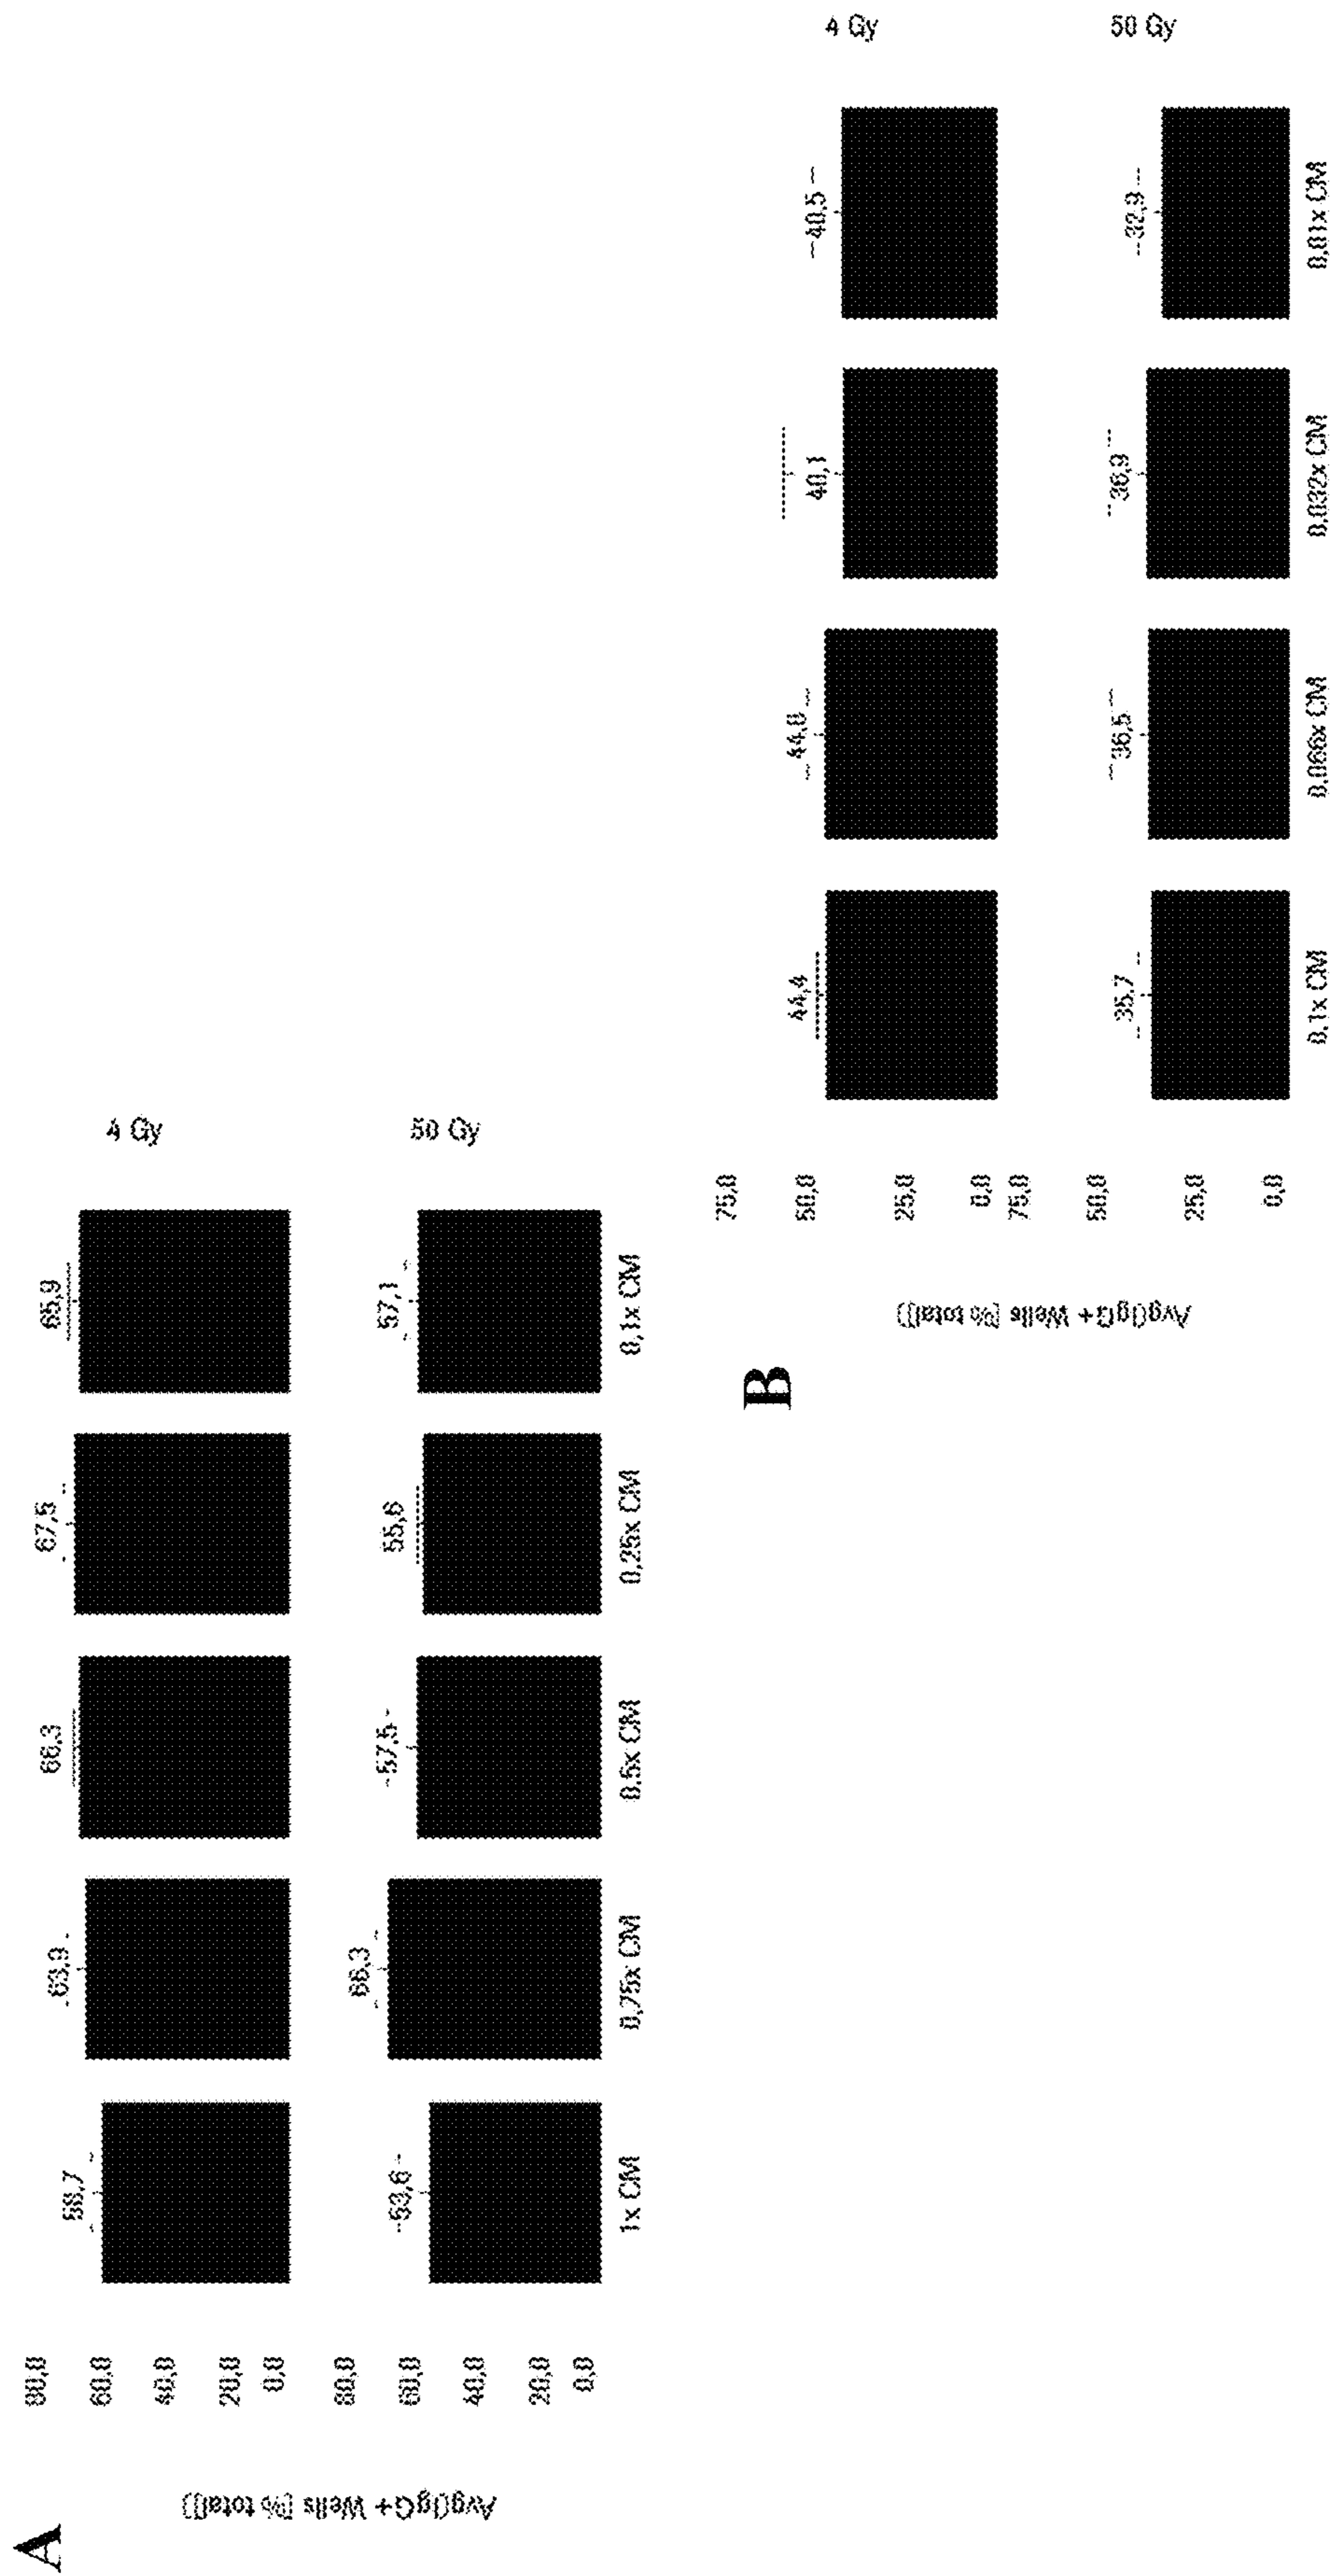 A
Avg(IgG+ Wells [% total])
80,0
60,0
40,0
20,0
0,0
58,7
63,9
66,3
67,5
65,9
4 Gy
80,0
60,0
40,0
20,0
0,0
53,6
66,3
57,5
55,6
57,1
50 Gy
1x CM
0,75x CM
0,5x CM
0,25x CM
0,1x CM
B
Avg(IgG+ Wells [% total])
75,0
50,0
25,0
0,0
44,4
44,8
40,1
40,5
4 Gy
75,0
50,0
25,0
0,0
35,7
36,5
36,9
32,9
50 Gy
0,1x CM
0,066x CM
0,032x CM
0,01x CM